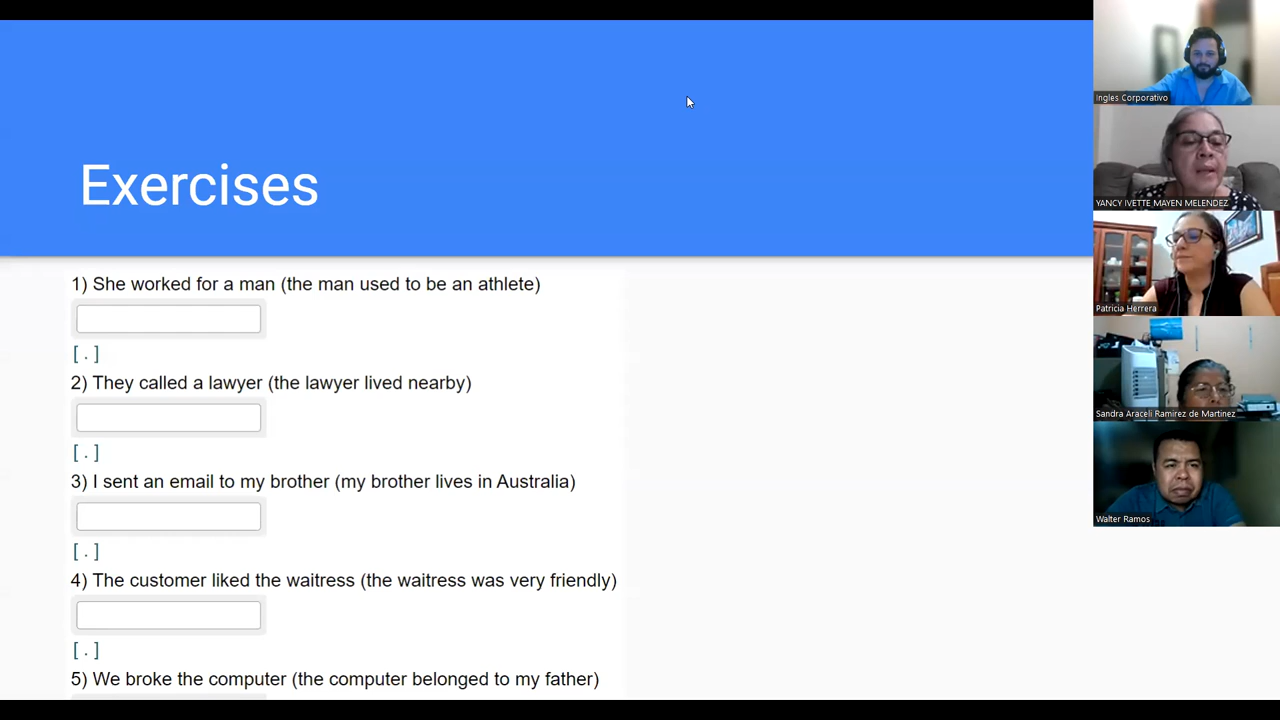 Exercises
1) She worked for a man (the man used to be an athlete)
[ . ]
2) They called a lawyer (the lawyer lived nearby)
[ . ]
3) I sent an email to my brother (my brother lives in Australia)
[ . ]
4) The customer liked the waitress (the waitress was very friendly)
[ . ]
5) We broke the computer (the computer belonged to my father)
Ingles Corporativo
YANCY IVETTE MAYEN MELENDEZ
Patricia Herrera
Sandra Araceli Ramirez de Martinez
Walter Ramos